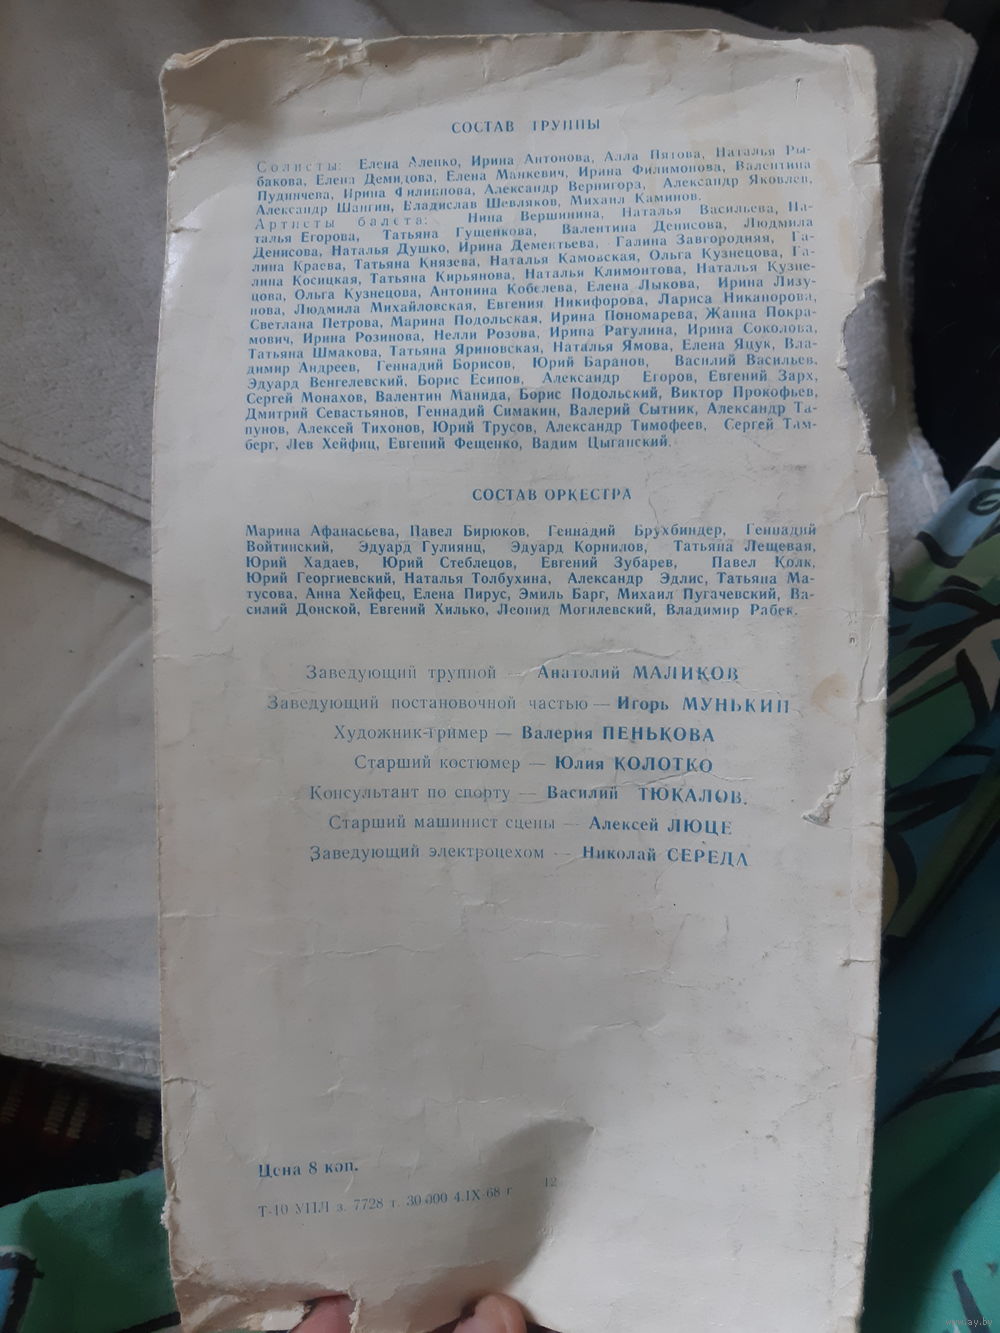 СОСТАВ ТРУППЫ
Солисты: Елена Алепко, Ирина Антонова, Алла Пятова, Наталья Ры-
бакова, Елена Демидова, Елена Манкевич, Ирина Филимонова, Валентина
Пудинчева, Ирина Филиппова, Александр Вернигора, Александр Яковлев,
Александр Шангин, Владислав Шевляков, Михаил Каминов.
Артисты балета: Нина Вершинина, Наталья Васильева, На-
талья Егорова, Татьяна Гущенкова, Валентина Денисова, Людмила
Денисова, Наталья Душко, Ирина Дементьева, Галина Завгородняя, Га-
лина Краева, Татьяна Князева, Наталья Камовская, Ольга Кузнецова, Га-
лина Косицкая, Татьяна Кирьянова, Наталья Климонтова, Наталья Кузне-
цова, Ольга Кузнецова, Антонина Кобелева, Елена Лыкова, Ирина Лизу-
нова, Людмила Михайловская, Евгения Никифорова, Лариса Никанорова,
Светлана Петрова, Марина Подольская, Ирина Пономарева, Жанна Покра-
мович, Ирина Розинова, Нелли Розова, Ирина Рагулина, Ирина Соколова,
Татьяна Шмакова, Татьяна Яриновская, Наталья Ямова, Елена Яцук, Вла-
димир Андреев, Геннадий Борисов, Юрий Баранов, Василий Васильев,
Эдуард Венгелевский, Борис Есипов, Александр Егоров, Евгений Зарх,
Сергей Монахов, Валентин Манида, Борис Подольский, Виктор Прокофьев,
Дмитрий Севастьянов, Геннадий Симакин, Валерий Сытник, Александр Та-
пунов, Алексей Тихонов, Юрий Трусов, Александр Тимофеев, Сергей Там-
берг, Лев Хейфиц, Евгений Фещенко, Вадим Цыганский.
СОСТАВ ОРКЕСТРА
Марина Афанасьева, Павел Бирюков, Геннадий Брухбиндер, Геннадий
Войтинский, Эдуард Гулиянц, Эдуард Корнилов, Татьяна Лещевая,
Юрий Хадаев, Юрий Стеблецов, Евгений Зубарев, Павел Колк,
Юрий Георгиевский, Наталья Толбухина, Александр Эдлис, Татьяна Ма-
тусова, Анна Хейфец, Елена Пирус, Эмиль Барг, Михаил Пугачевский, Ва-
силий Донской, Евгений Хилько, Леонид Могилевский, Владимир Рабек.
Заведующий труппой — Анатолий МАЛИКОВ
Заведующий постановочной частью — Игорь МУНЬКИН
Художник-гример — Валерия ПЕНЬКОВА
Старший костюмер — Юлия КОЛОТКО
Консультант по спорту — Василий ТЮКАЛОВ.
Старший машинист сцены — Алексей ЛЮЦЕ
Заведующий электроцехом — Николай СЕРЕДА
Цена 8 коп.
Т-10 УПЛ з. 7728 т. 30 000 4.IX-68 г 12
www.ay.by